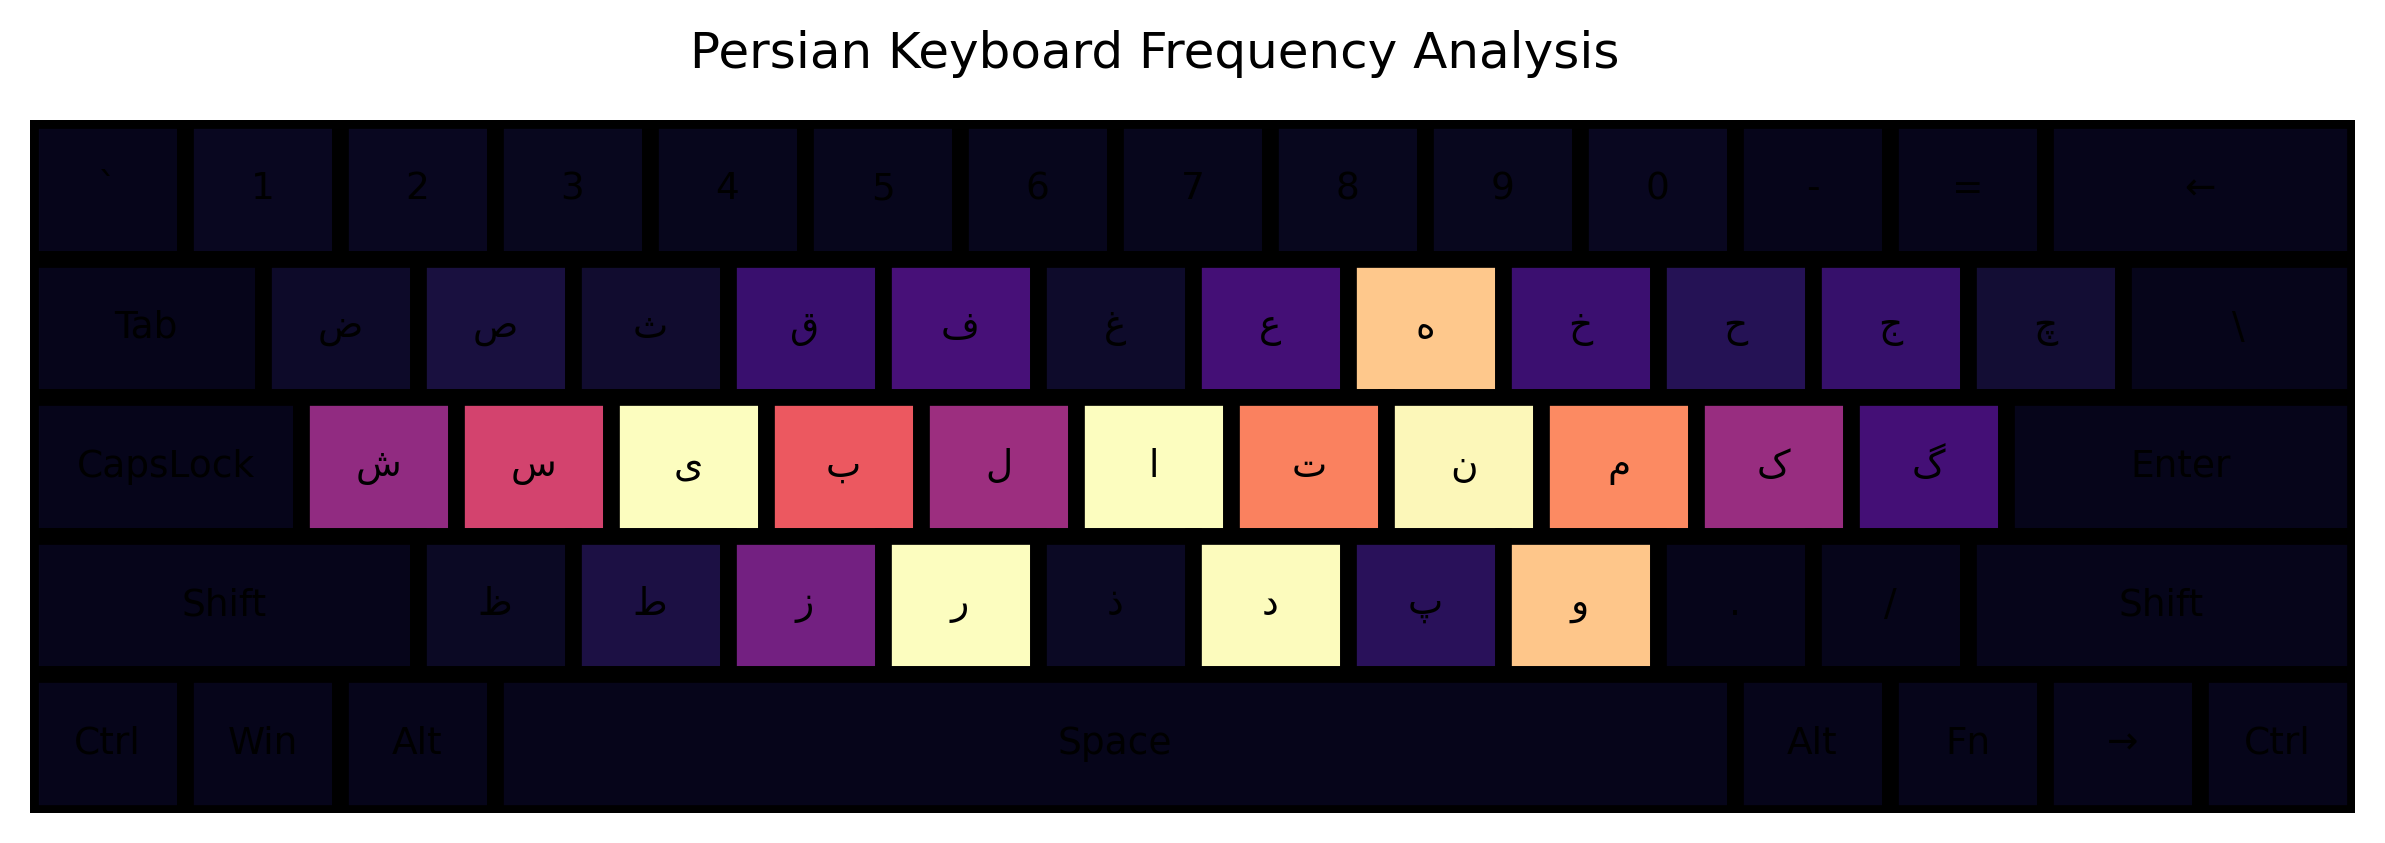 Persian Keyboard Frequency Analysis
` 1 2 3 4 5 6 7 8 9 0 - = ←
Tab ض ص ث ق ف غ ع ه خ ح ج چ \
CapsLock ش س ی ب ل ا ت ن م ک گ Enter
Shift ظ ط ز ر ذ د پ و . / Shift
Ctrl Win Alt Space Alt Fn → Ctrl